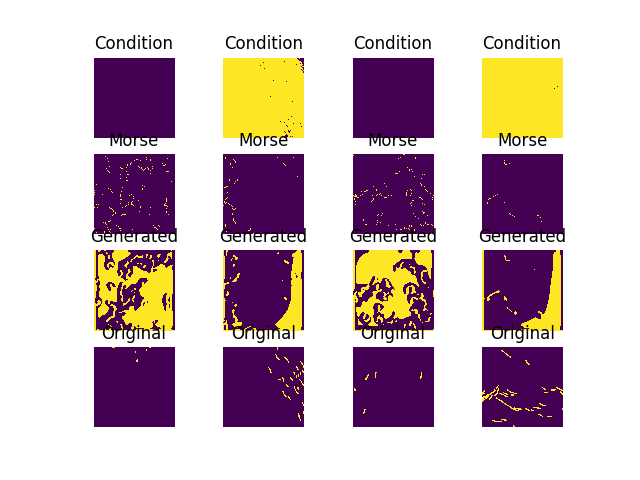 Condition Condition Condition Condition
Morse Morse Morse Morse
Generated Generated Generated Generated
Original Original Original Original